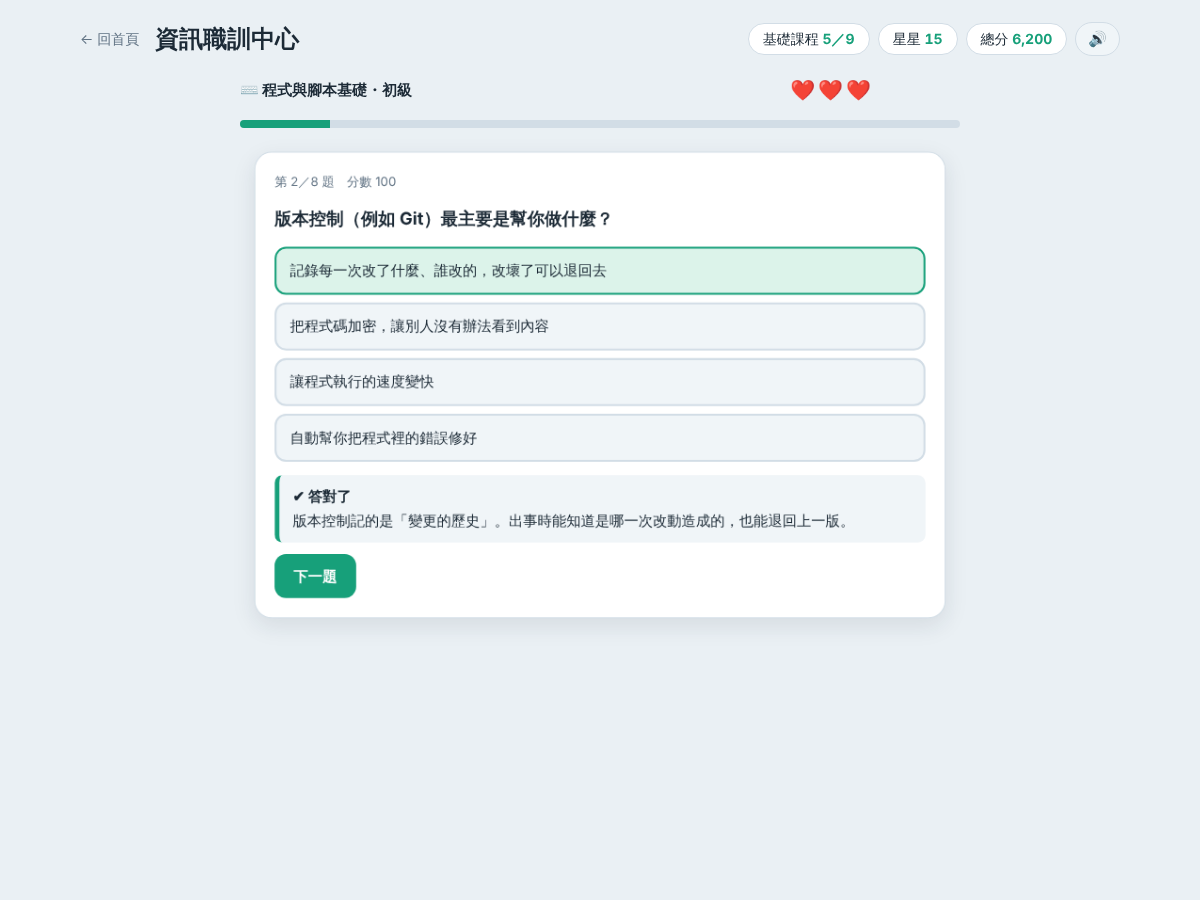 ← 回首頁 資訊職訓中心 基礎課程 5／9 星星 15 總分 6,200
程式與腳本基礎・初級
第 2／8 題 分數 100
版本控制（例如 Git）最主要是幫你做什麼？
記錄每一次改了什麼、誰改的，改壞了可以退回去
把程式碼加密，讓別人沒有辦法看到內容
讓程式執行的速度變快
自動幫你把程式裡的錯誤修好
✔ 答對了
版本控制記的是「變更的歷史」。出事時能知道是哪一次改動造成的，也能退回上一版。
下一題